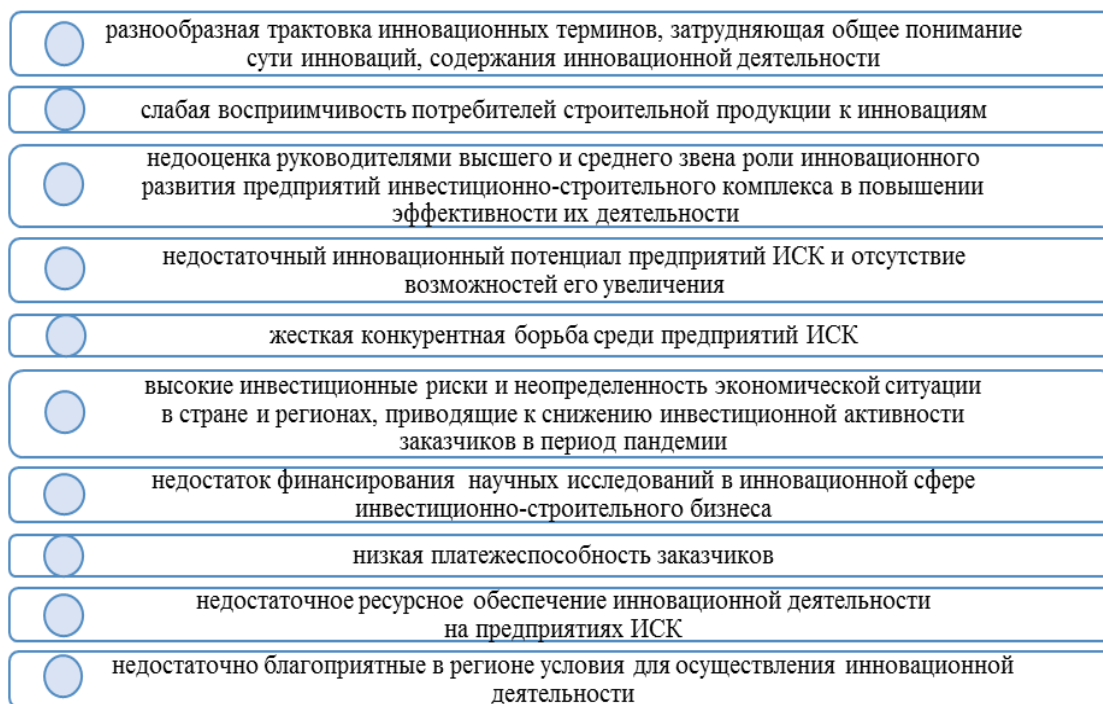 разнообразная трактовка инновационных терминов, затрудняющая общее понимание
сути инноваций, содержания инновационной деятельности
слабая восприимчивость потребителей строительной продукции к инновациям
недооценка руководителями высшего и среднего звена роли инновационного
развития предприятий инвестиционно-строительного комплекса в повышении
эффективности их деятельности
недостаточный инновационный потенциал предприятий ИСК и отсутствие
возможностей его увеличения
жесткая конкурентная борьба среди предприятий ИСК
высокие инвестиционные риски и неопределенность экономической ситуации
в стране и регионах, приводящие к снижению инвестиционной активности
заказчиков в период пандемии
недостаток финансирования научных исследований в инновационной сфере
инвестиционно-строительного бизнеса
низкая платежеспособность заказчиков
недостаточное ресурсное обеспечение инновационной деятельности
на предприятиях ИСК
недостаточно благоприятные в регионе условия для осуществления инновационной
деятельности